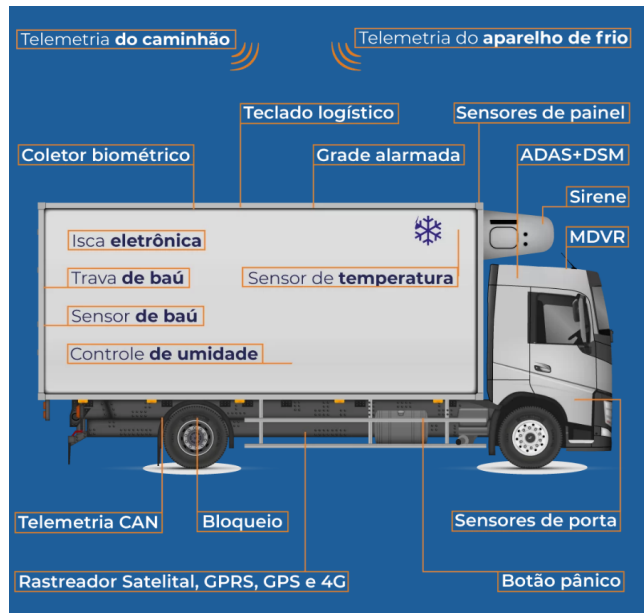 Telemetria do caminhão
Telemetria do aparelho de frio
Teclado logístico
Sensores de painel
Coletor biométrico
Grade alarmada
ADAS+DSM
Sirene
MDVR
Isca eletrônica
Trava de baú
Sensor de temperatura
Sensor de baú
Controle de umidade
Telemetria CAN
Bloqueio
Sensores de porta
Rastreador Satelital, GPRS, GPS e 4G
Botão pânico